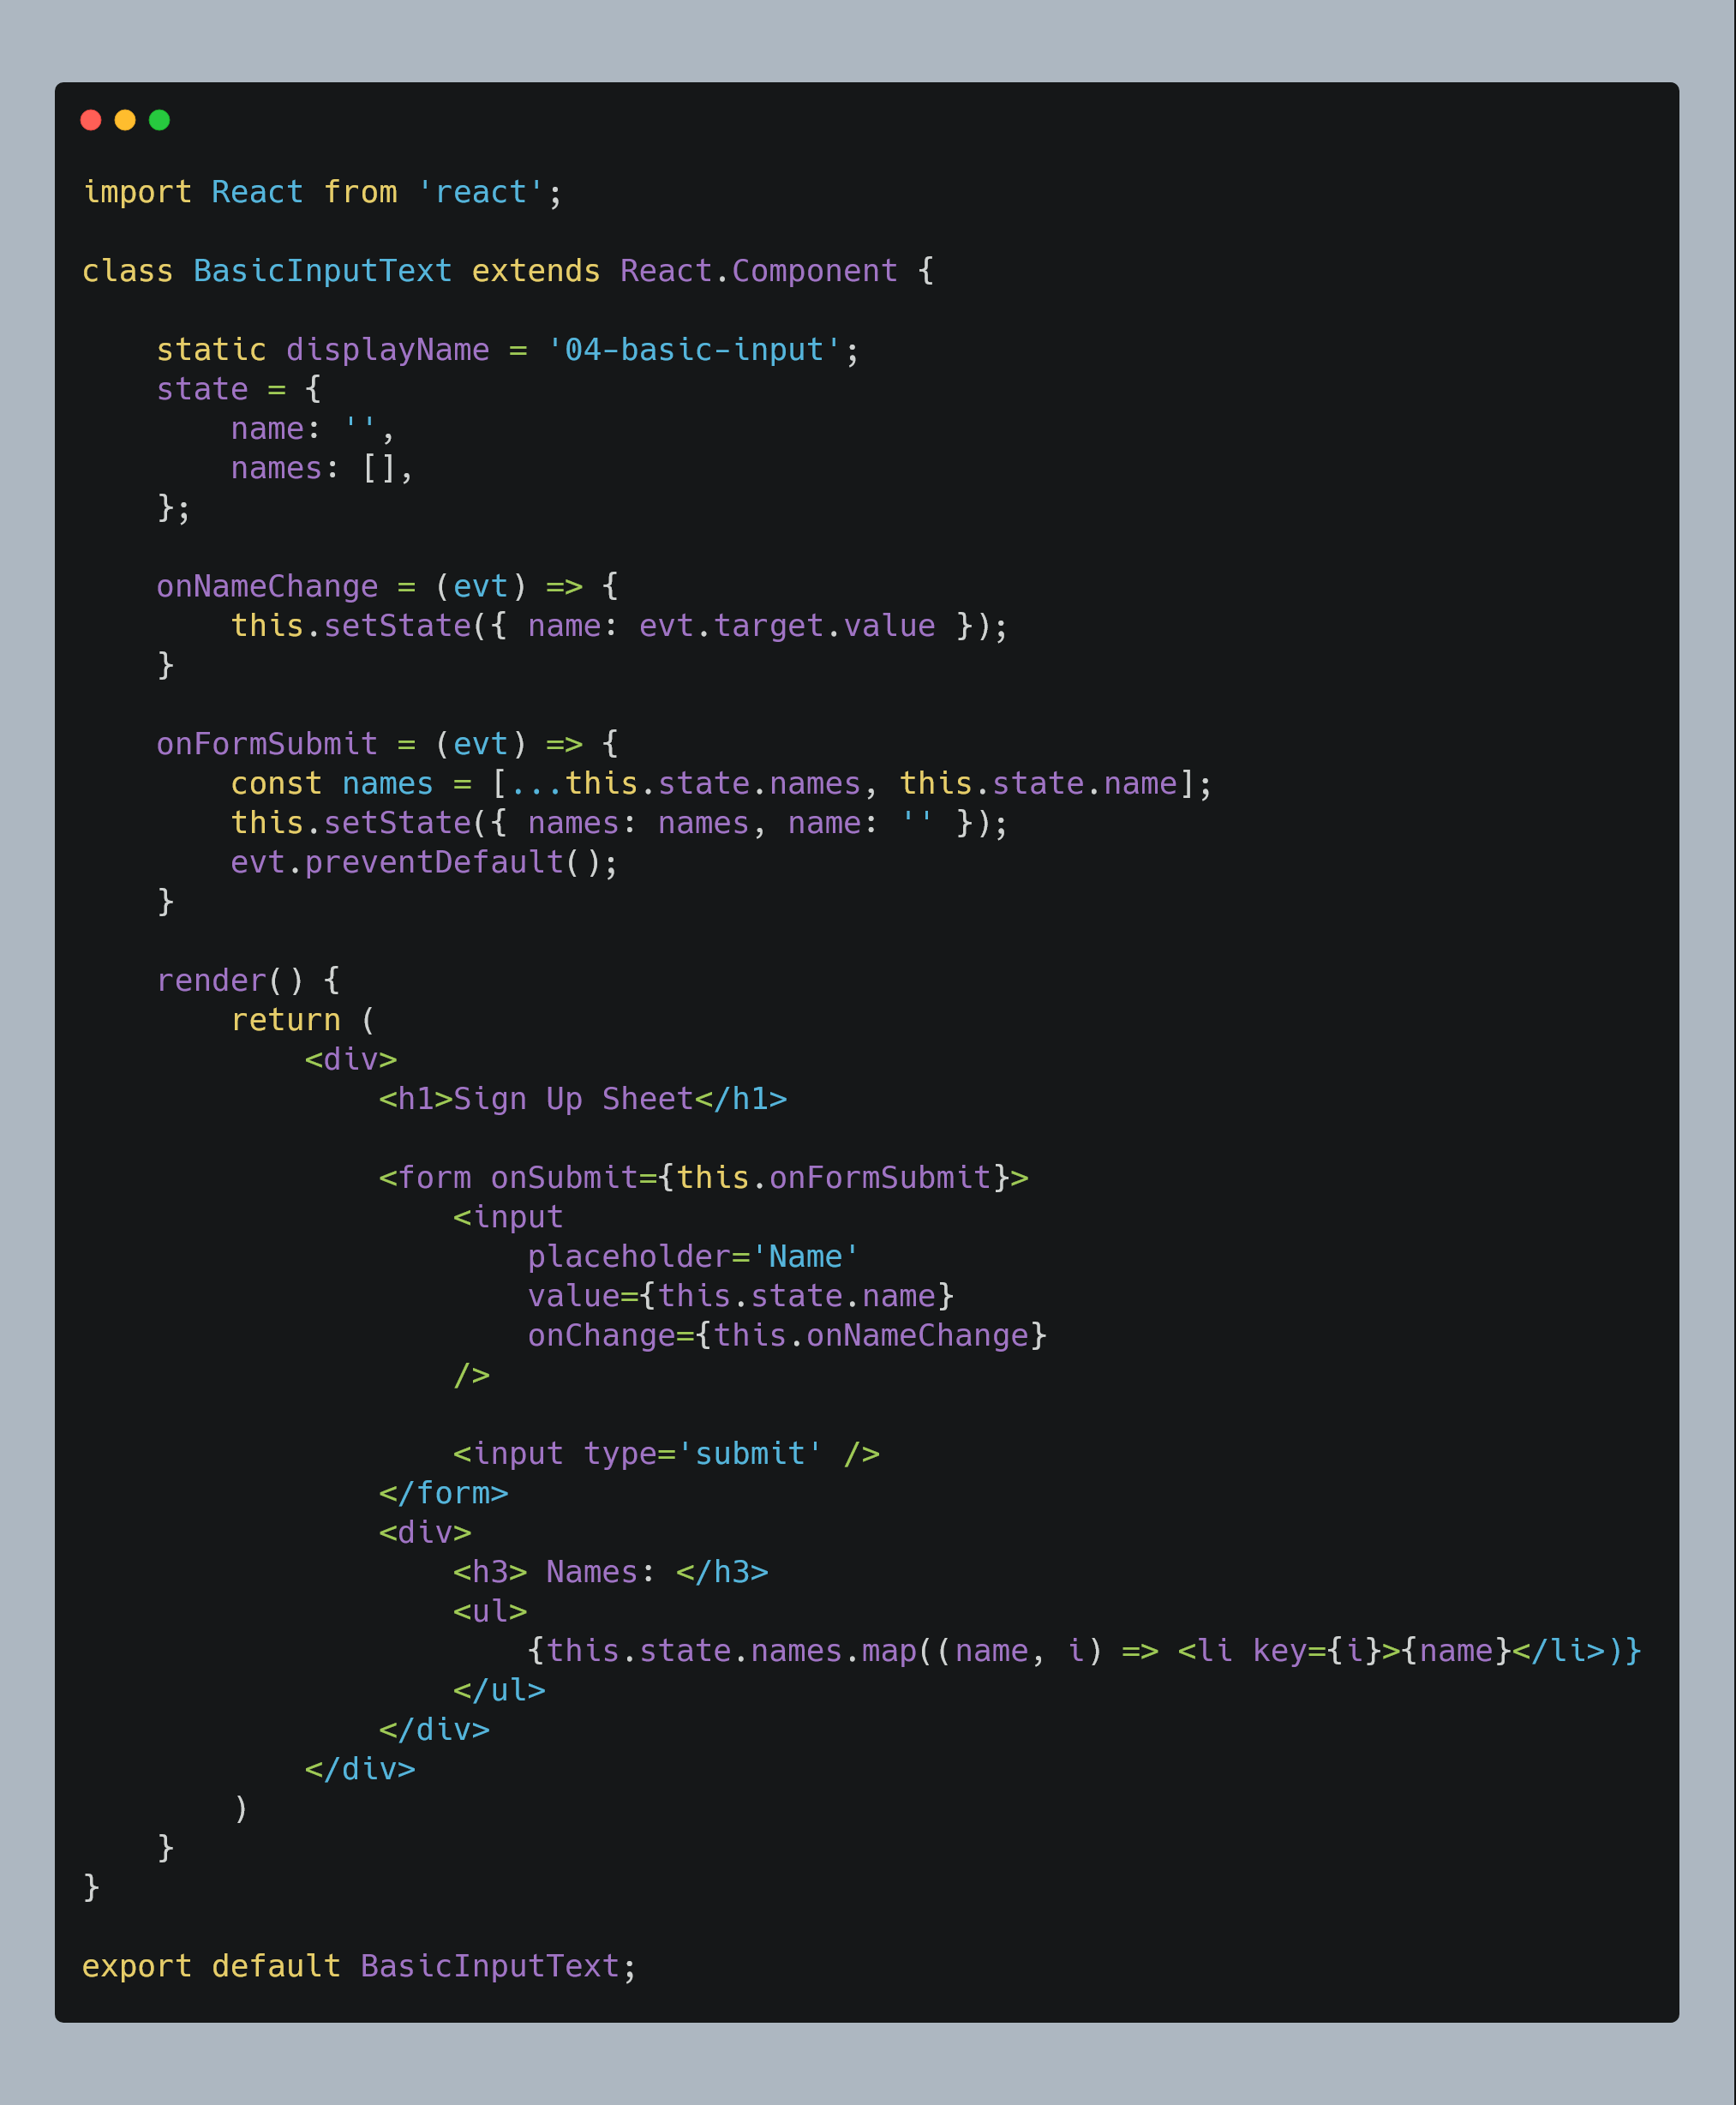 import React from 'react';

class BasicInputText extends React.Component {

    static displayName = '04-basic-input';
    state = {
        name: '',
        names: [],
    };

    onNameChange = (evt) => {
        this.setState({ name: evt.target.value });
    }

    onFormSubmit = (evt) => {
        const names = [...this.state.names, this.state.name];
        this.setState({ names: names, name: '' });
        evt.preventDefault();
    }

    render() {
        return (
            <div>
                <h1>Sign Up Sheet</h1>

                <form onSubmit={this.onFormSubmit}>
                    <input
                        placeholder='Name'
                        value={this.state.name}
                        onChange={this.onNameChange}
                    />

                    <input type='submit' />
                </form>
                <div>
                    <h3> Names: </h3>
                    <ul>
                        {this.state.names.map((name, i) => <li key={i}>{name}</li>)}
                    </ul>
                </div>
            </div>
        )
    }
}

export default BasicInputText;